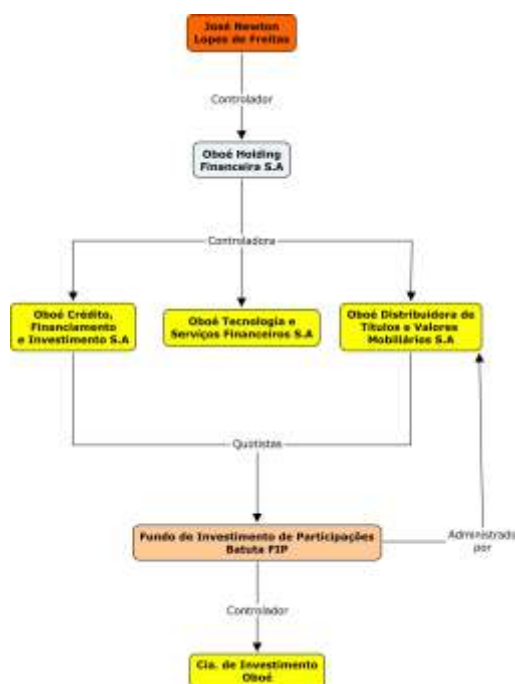 José Newton
Lopes de Freitas
Controlador
Oboé Holding
Financeira S.A
Controladora
Oboé Crédito,
Financiamento
e Investimento S.A
Oboé Tecnologia e
Serviços Financeiros S.A
Oboé Distribuidora de
Títulos e Valores
Mobiliários S.A
Quotistas
Fundo de Investimento de Participações
Batuta FIP
Administrado
por
Controlador
Cia. de Investimento
Oboé